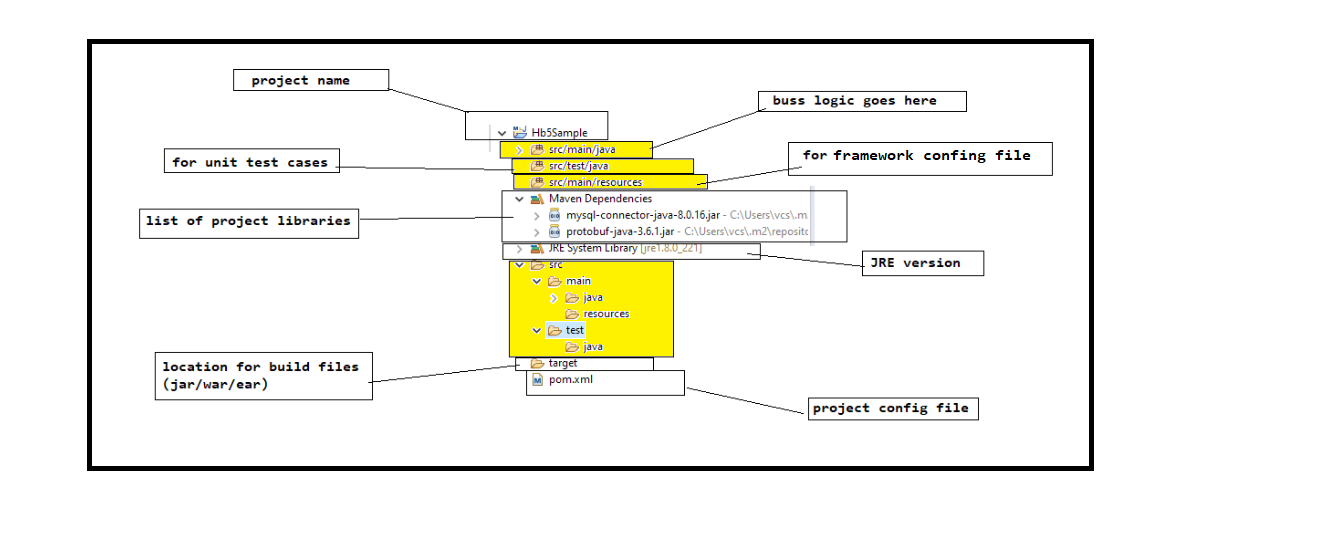 project name
buss logic goes here
Hb5Sample
src/main/java
for unit test cases
src/test/java
for framework confing file
src/main/resources
Maven Dependencies
list of project libraries
mysql-connector-java-8.0.16.jar - C:\Users\vcs\.m
protobuf-java-3.6.1.jar - C:\Users\vcs\.m2\reposito
JRE System Library [jre1.8.0_221]
JRE version
src
main
java
resources
test
java
location for build files
(jar/war/ear)
target
pom.xml
project config file